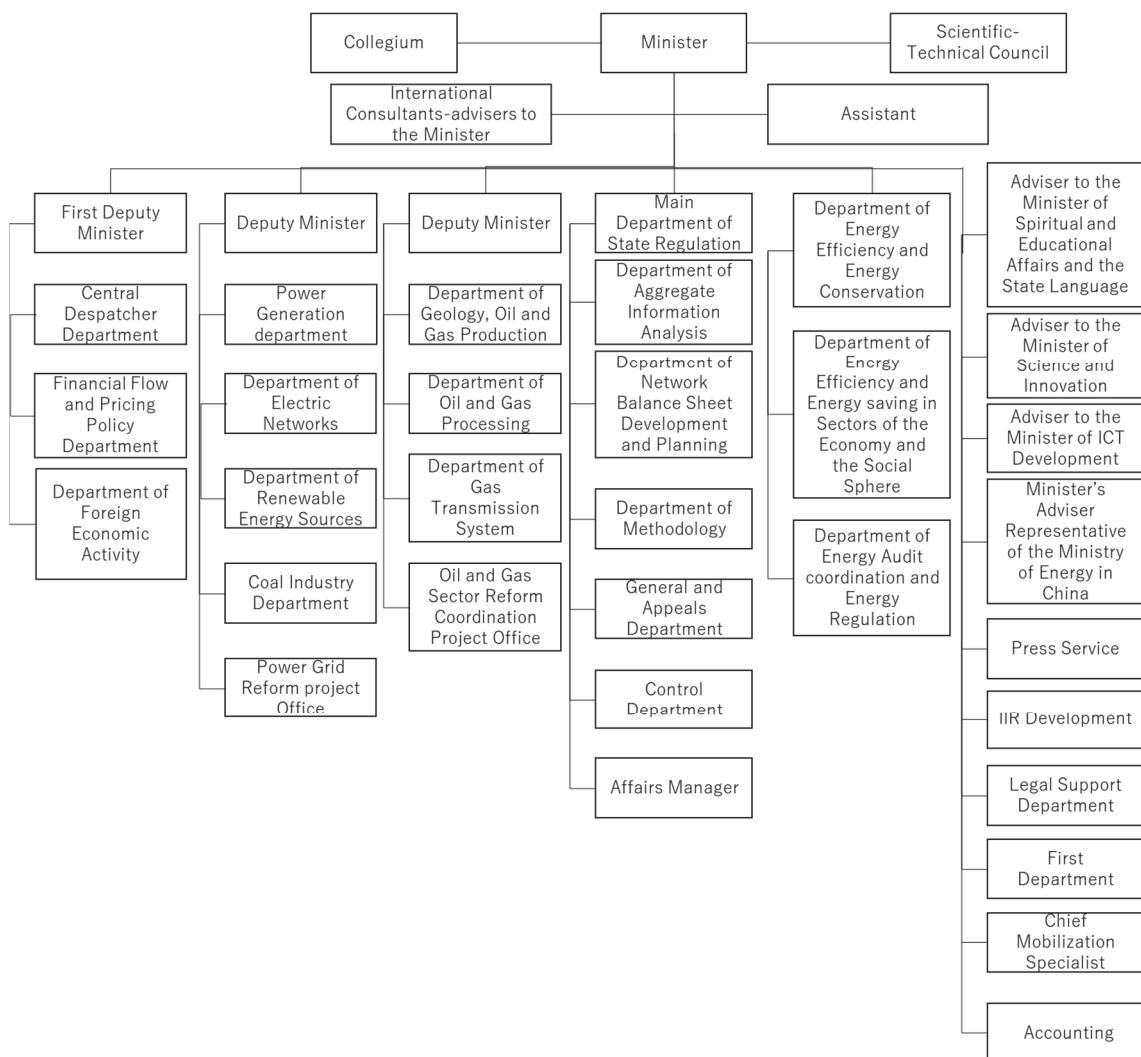 Collegium
Minister
Scientific-
Technical Council
International
Consultants-advisers to
the Minister
Assistant
First Deputy
Minister
Central
Despatcher
Department
Financial Flow
and Pricing
Policy
Department
Department of
Foreign
Economic
Activity
Deputy Minister
Power
Generation
department
Department of
Electric
Networks
Department of
Renewable
Energy Sources
Coal Industry
Department
Power Grid
Reform project
Office
Deputy Minister
Department of
Geology, Oil and
Gas Production
Department of
Oil and Gas
Processing
Department of
Gas
Transmission
System
Oil and Gas
Sector Reform
Coordination
Project Office
Main
Department of
State Regulation
Department of
Aggregate
Information
Analysis
Department of
Network
Balance Sheet
Development
and Planning
Department of
Methodology
General and
Appeals
Department
Control
Department
Affairs Manager
Department of
Energy
Efficiency and
Energy
Conservation
Department of
Energy
Efficiency and
Energy saving in
Sectors of the
Economy and
the Social
Sphere
Department of
Energy Audit
coordination and
Energy
Regulation
Adviser to the
Minister of
Spiritual and
Educational
Affairs and the
State Language
Adviser to the
Minister of
Science and
Innovation
Adviser to the
Minister of ICT
Development
Minister's
Adviser
Representative
of the Ministry
of Energy in
China
Press Service
IIR Development
Legal Support
Department
First
Department
Chief
Mobilization
Specialist
Accounting